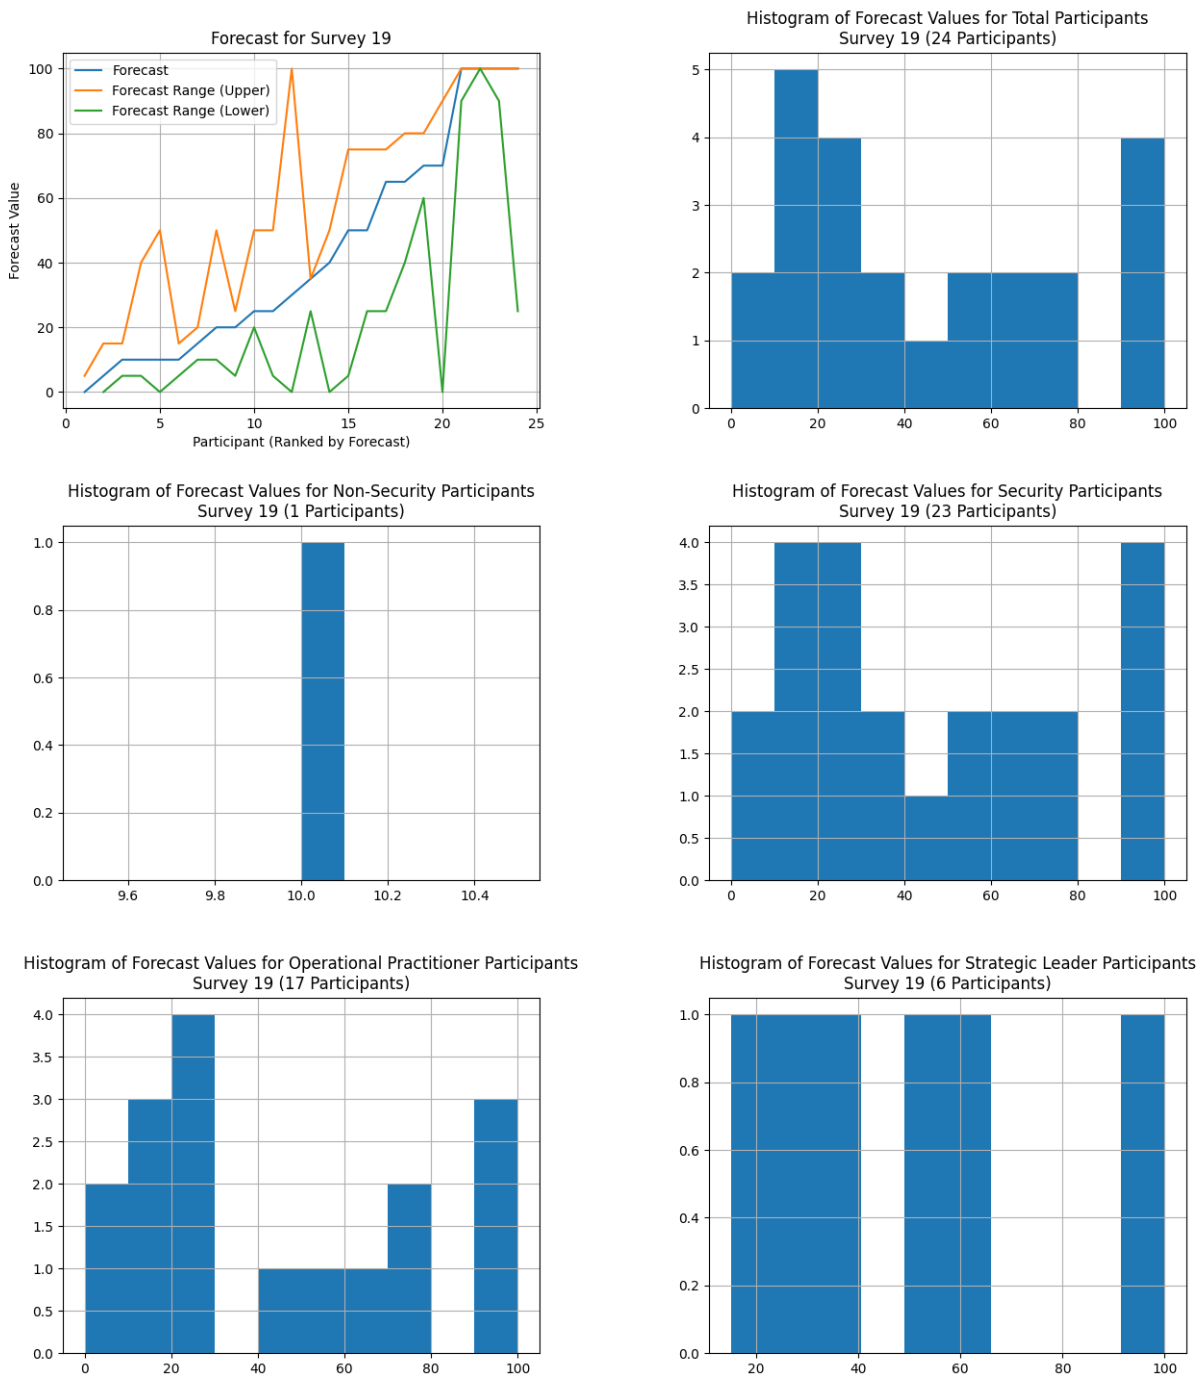 Forecast for Survey 19
Forecast
Forecast Range (Upper)
Forecast Range (Lower)
Forecast Value
100
80
60
40
20
0
0 5 10 15 20 25
Participant (Ranked by Forecast)
Histogram of Forecast Values for Total Participants
Survey 19 (24 Participants)
5
4
3
2
1
0
0 20 40 60 80 100
Histogram of Forecast Values for Non-Security Participants
Survey 19 (1 Participants)
1.0
0.8
0.6
0.4
0.2
0.0
9.6 9.8 10.0 10.2 10.4
Histogram of Forecast Values for Security Participants
Survey 19 (23 Participants)
4.0
3.5
3.0
2.5
2.0
1.5
1.0
0.5
0.0
0 20 40 60 80 100
Histogram of Forecast Values for Operational Practitioner Participants
Survey 19 (17 Participants)
4.0
3.5
3.0
2.5
2.0
1.5
1.0
0.5
0.0
0 20 40 60 80 100
Histogram of Forecast Values for Strategic Leader Participants
Survey 19 (6 Participants)
1.0
0.8
0.6
0.4
0.2
0.0
20 40 60 80 100